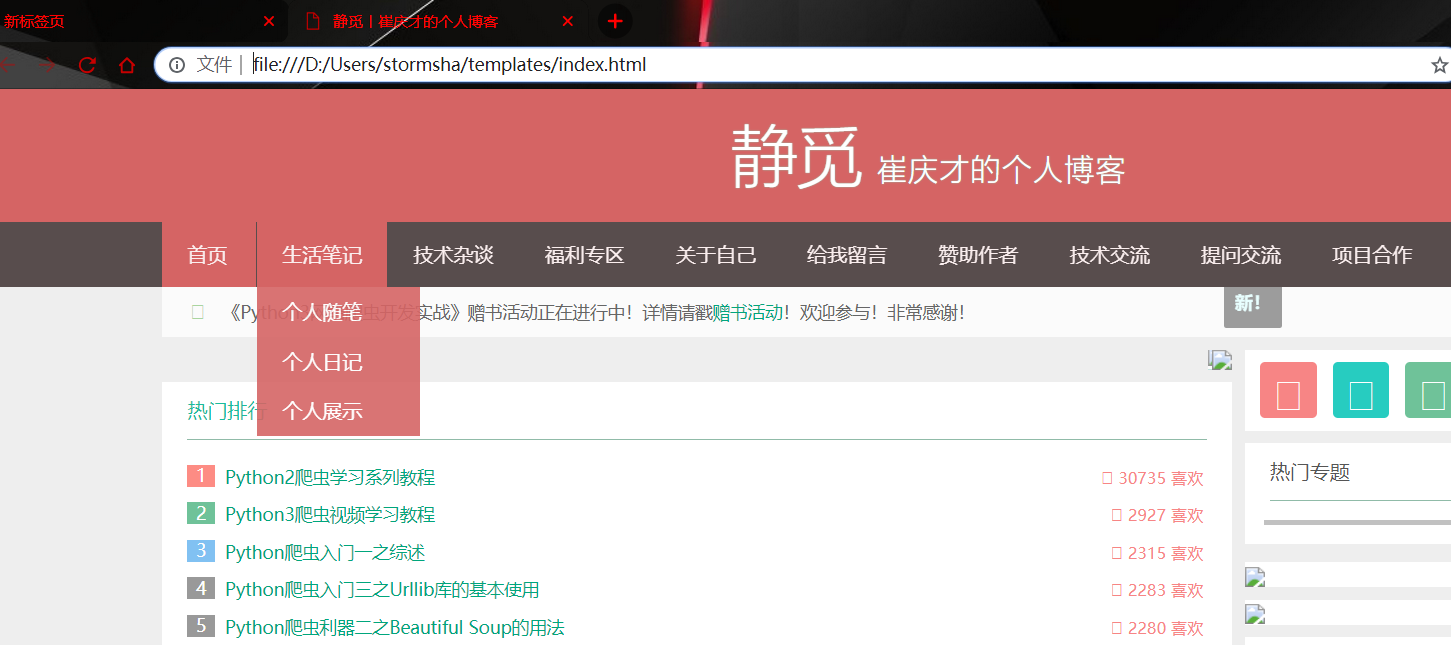 新标签页
静觅丨崔庆才的个人博客
文件 | file:///D:/Users/stormsha/templates/index.html
静觅 崔庆才的个人博客
首页 生活笔记 技术杂谈 福利专区 关于自己 给我留言 赞助作者 技术交流 提问交流 项目合作
《Pyth 个人随笔 虫开发实战》赠书活动正在进行中！详情请戳赠书活动！欢迎参与！非常感谢！
新!
个人日记
热门排行 个人展示
1 Python2爬虫学习系列教程 30735 喜欢
2 Python3爬虫视频学习教程 2927 喜欢
3 Python爬虫入门一之综述 2315 喜欢
4 Python爬虫入门三之Urllib库的基本使用 2283 喜欢
5 Python爬虫利器二之Beautiful Soup的用法 2280 喜欢
热门专题